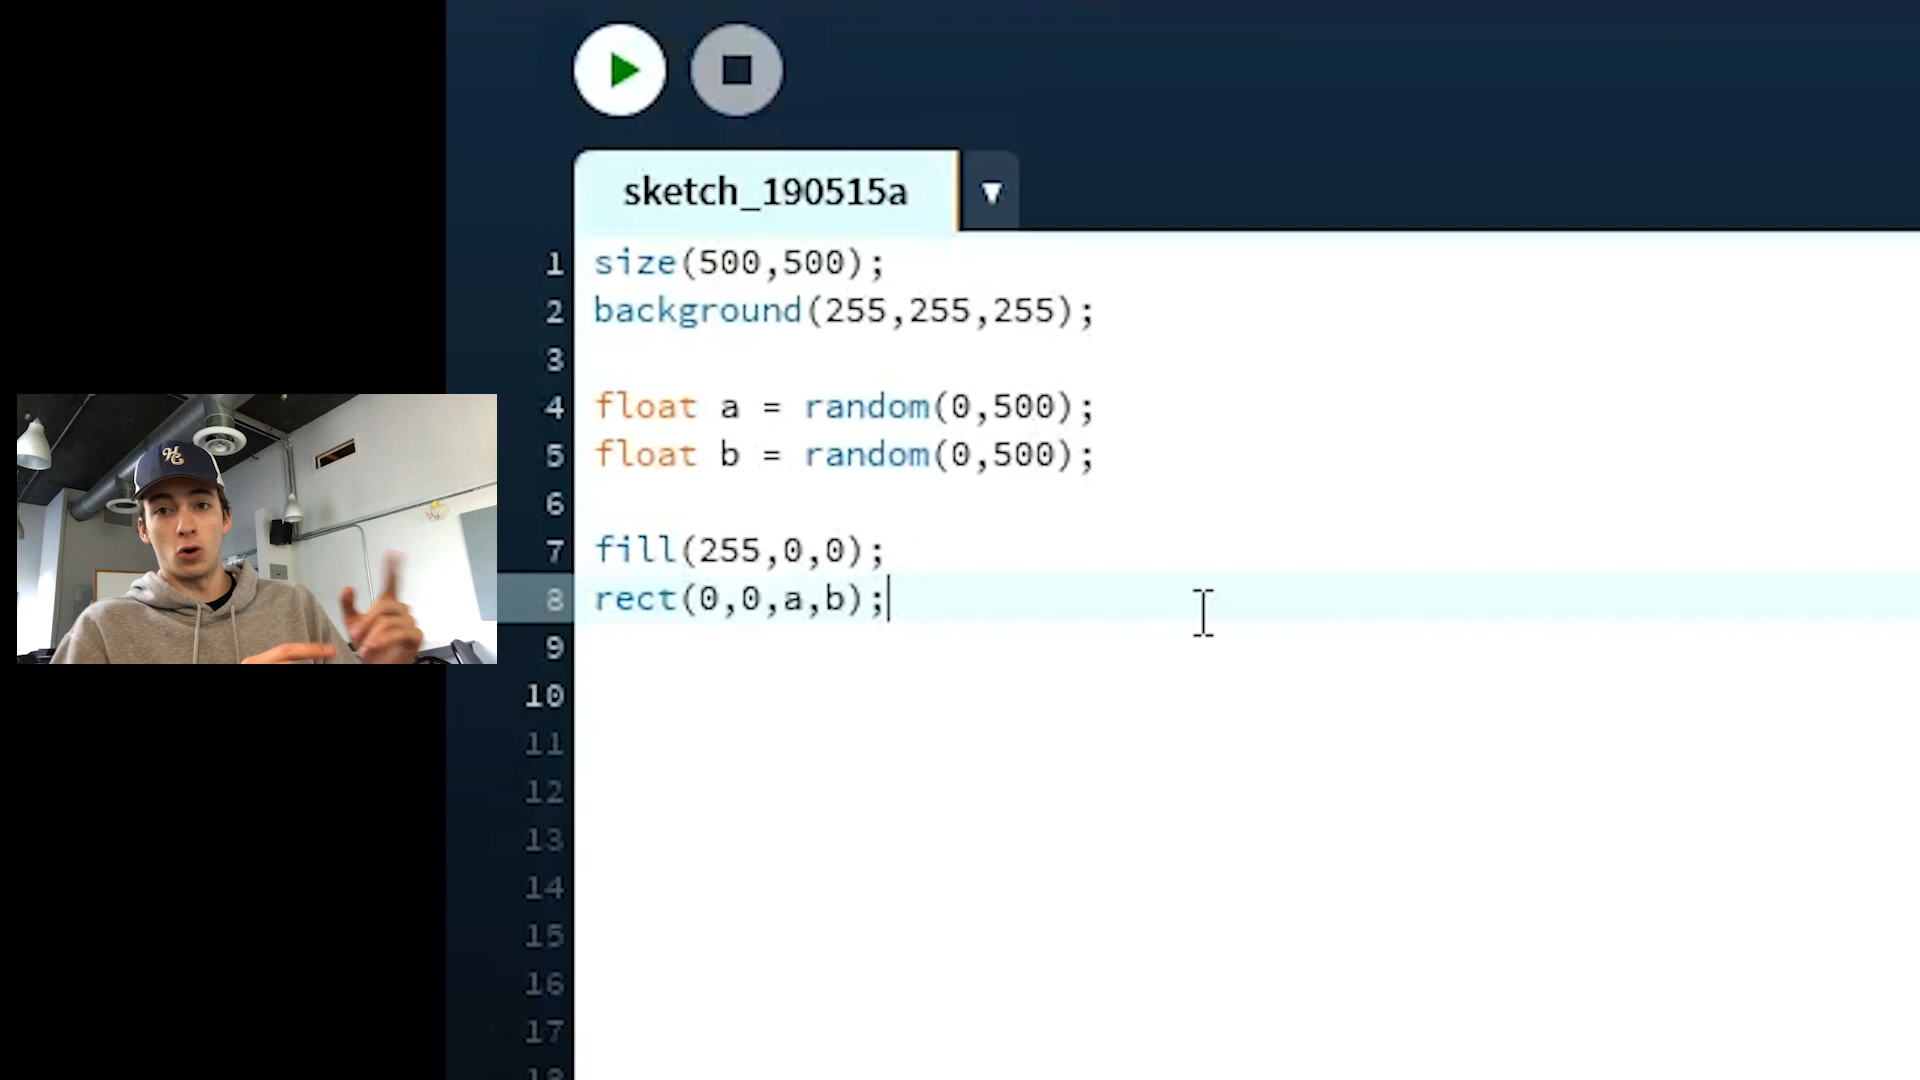 sketch_190515a
1 size(500,500);
2 background(255,255,255);
3
4 float a = random(0,500);
5 float b = random(0,500);
6
7 fill(255,0,0);
8 rect(0,0,a,b);
9
10
11
12
13
14
15
16
17
18
HC